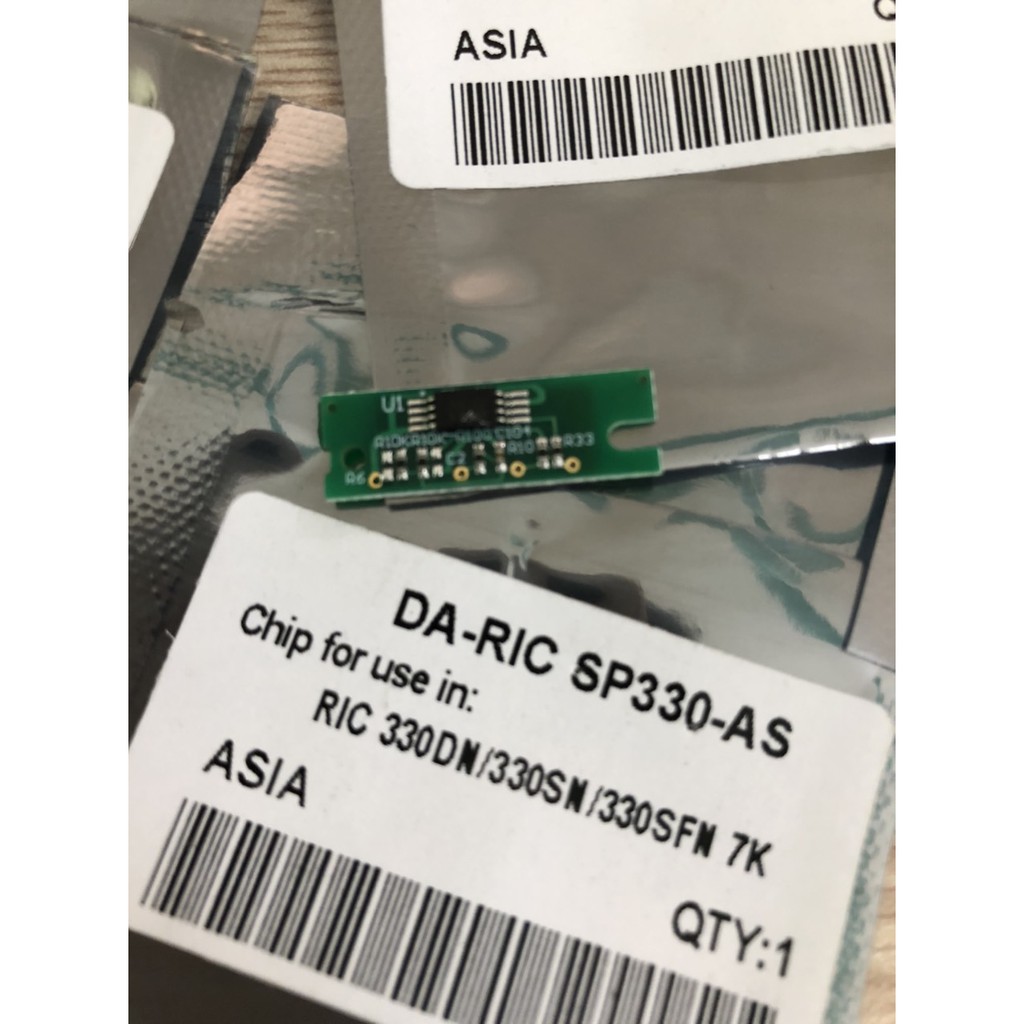 ASIA
U1
R33
R6
DA-RIC SP330-AS
Chip for use in:
RIC 330DN/330SN/330SFN 7K
ASIA
QTY:1